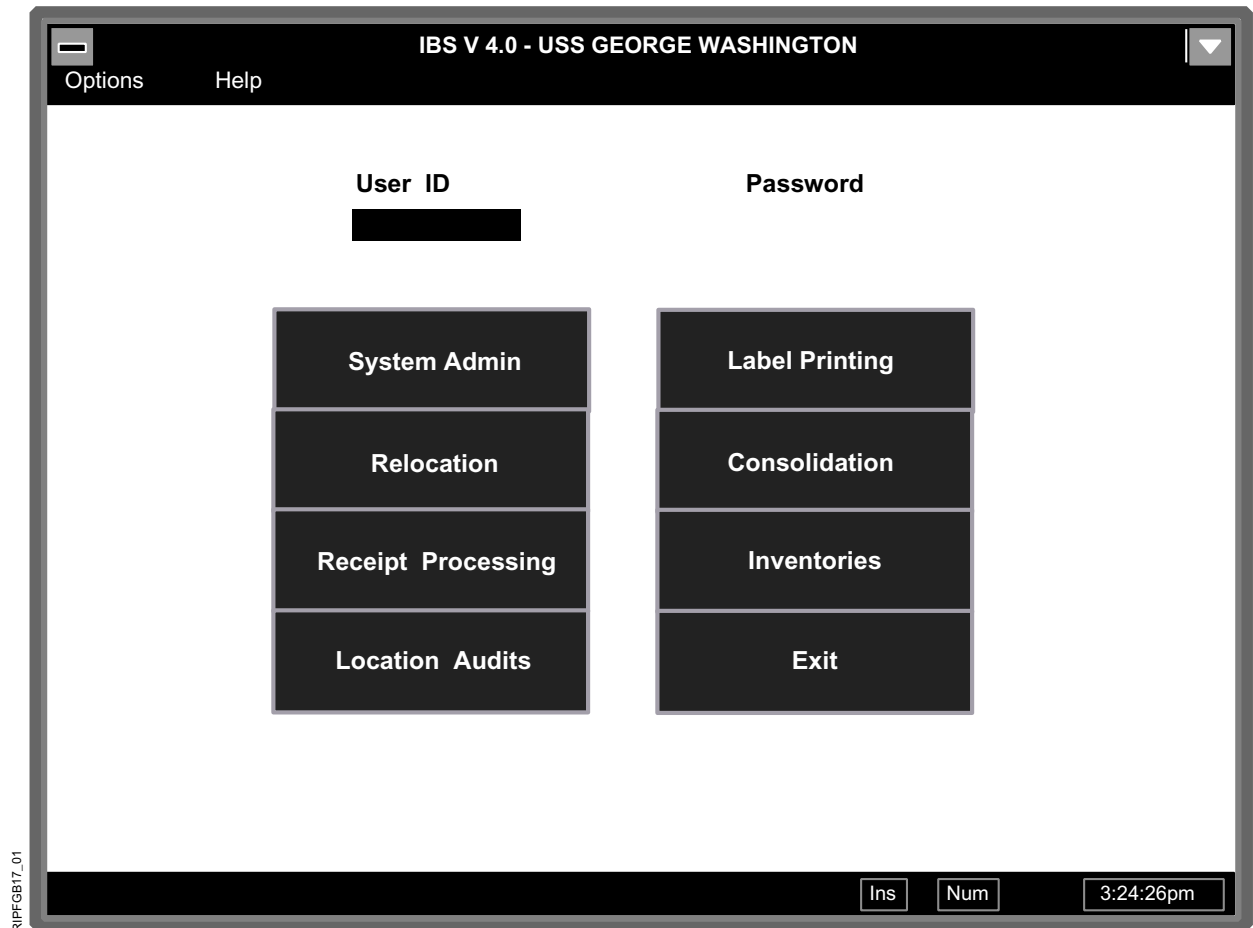 IBS V 4.0 - USS GEORGE WASHINGTON
Options Help
User ID Password
System Admin Label Printing
Relocation Consolidation
Receipt Processing Inventories
Location Audits Exit
Ins Num 3:24:26pm
RIPFGB17_01